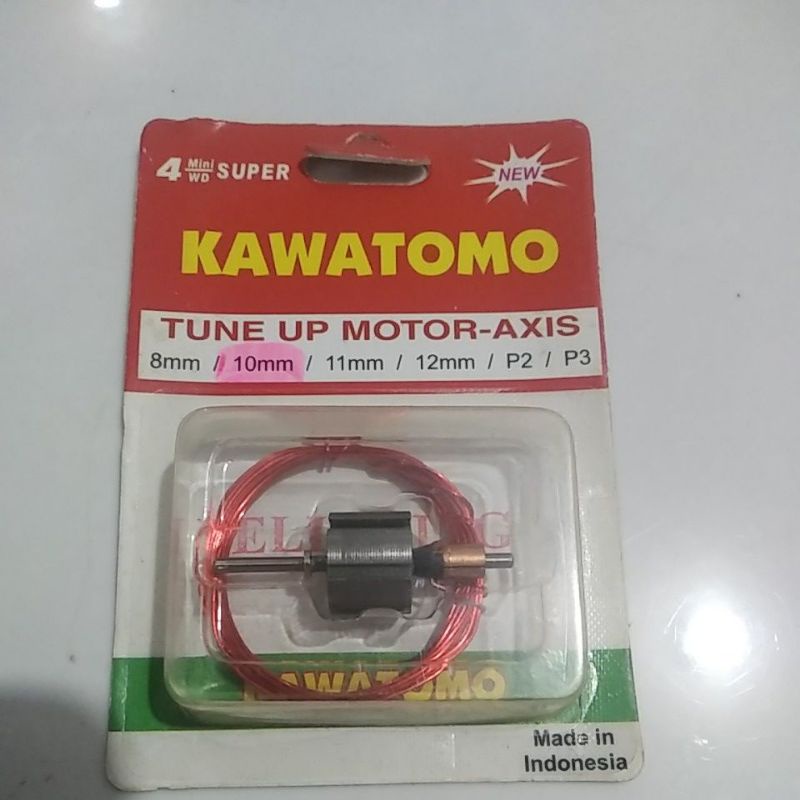 4 Mini WD SUPER
NEW
KAWATOMO
TUNE UP MOTOR-AXIS
8mm / 10mm / 11mm / 12mm / P2 / P3
KAWATOMO
Made in
Indonesia